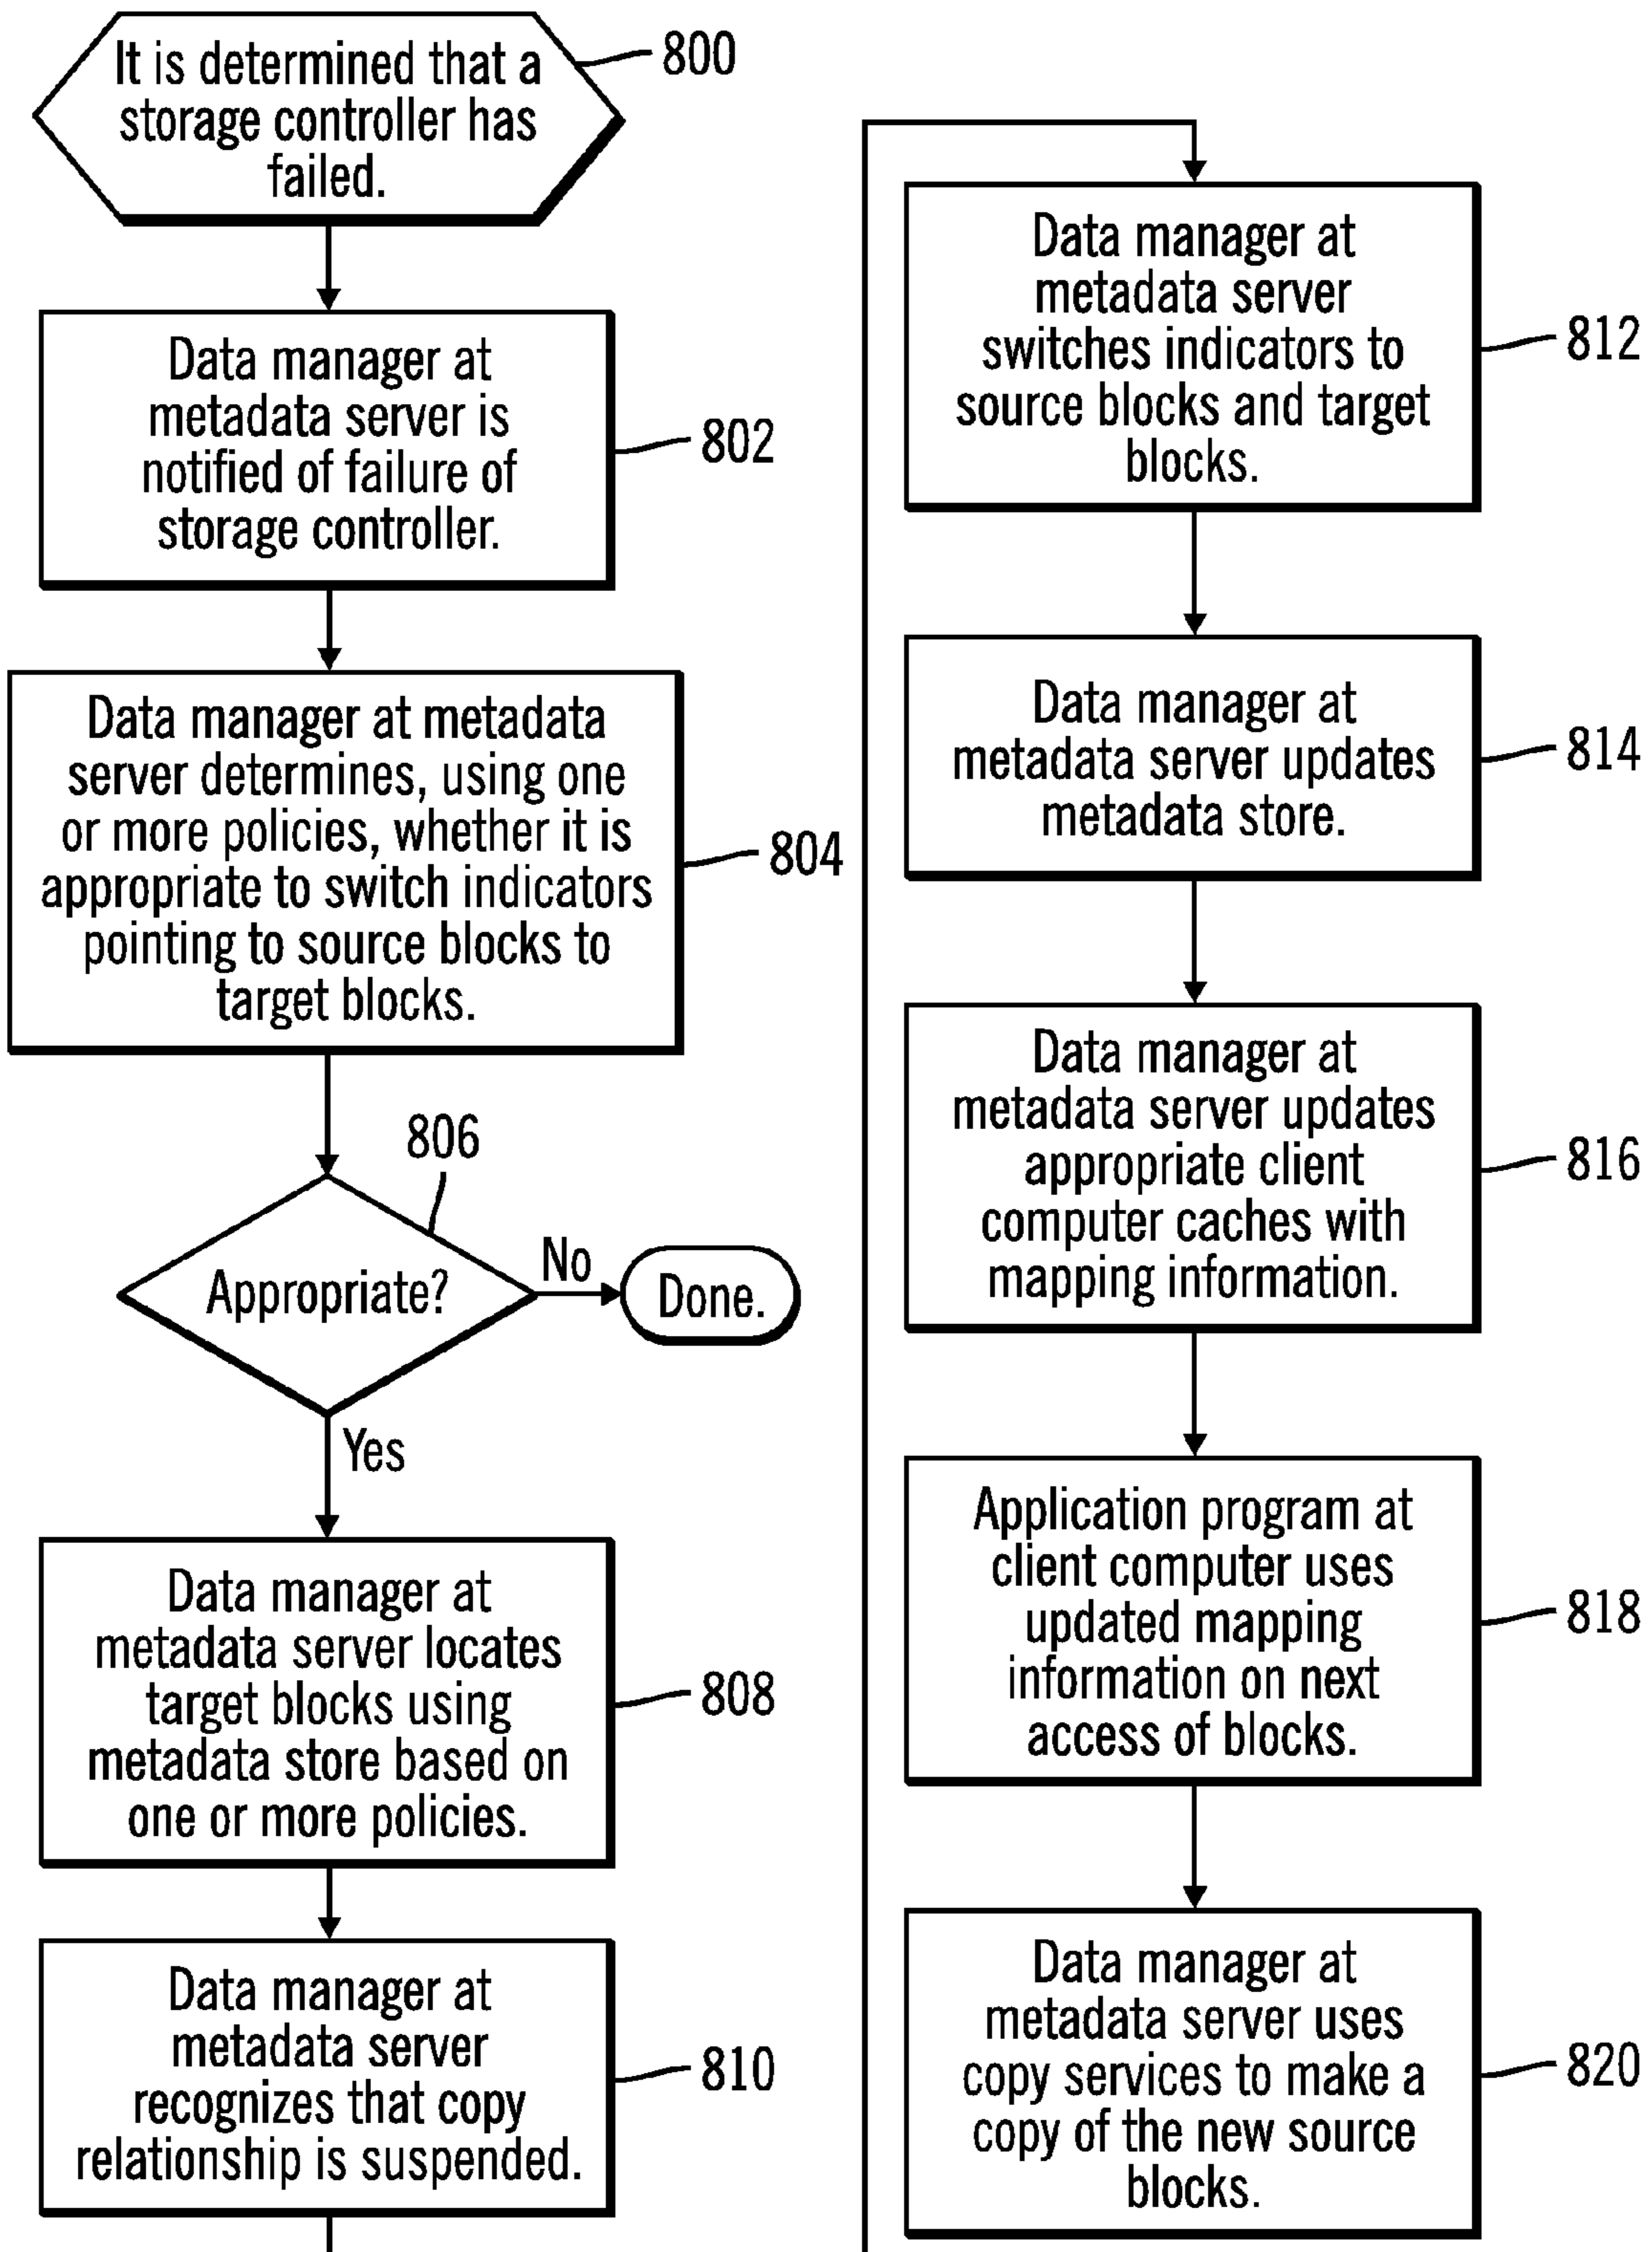 It is determined that a
storage controller has
failed.
800
Data manager at
metadata server is
notified of failure of
storage controller.
802
Data manager at metadata
server determines, using one
or more policies, whether it is
appropriate to switch indicators
pointing to source blocks to
target blocks.
804
806
Appropriate?
No
Done.
Yes
Data manager at
metadata server locates
target blocks using
metadata store based on
one or more policies.
808
Data manager at
metadata server
recognizes that copy
relationship is suspended.
810
Data manager at
metadata server
switches indicators to
source blocks and target
blocks.
812
Data manager at
metadata server updates
metadata store.
814
Data manager at
metadata server updates
appropriate client
computer caches with
mapping information.
816
Application program at
client computer uses
updated mapping
information on next
access of blocks.
818
Data manager at
metadata server uses
copy services to make a
copy of the new source
blocks.
820